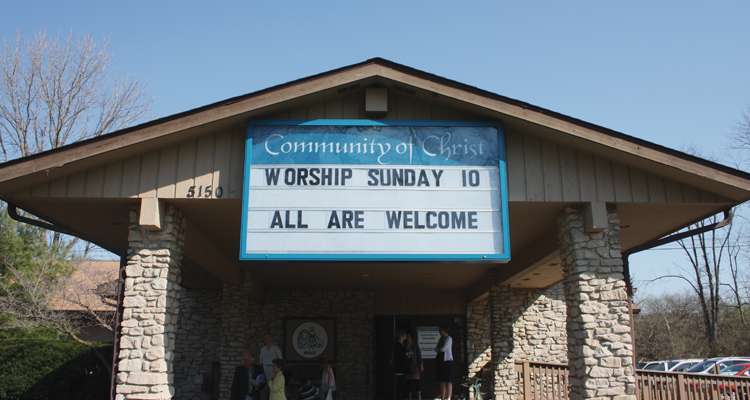 Community of Christ
WORSHIP SUNDAY 10
5150
ALL ARE WELCOME